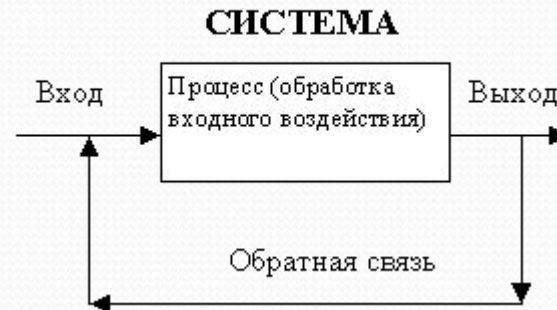 СИСТЕМА
Вход
Процесс (обработка
входного воздействия)
Выход
Обратная связь